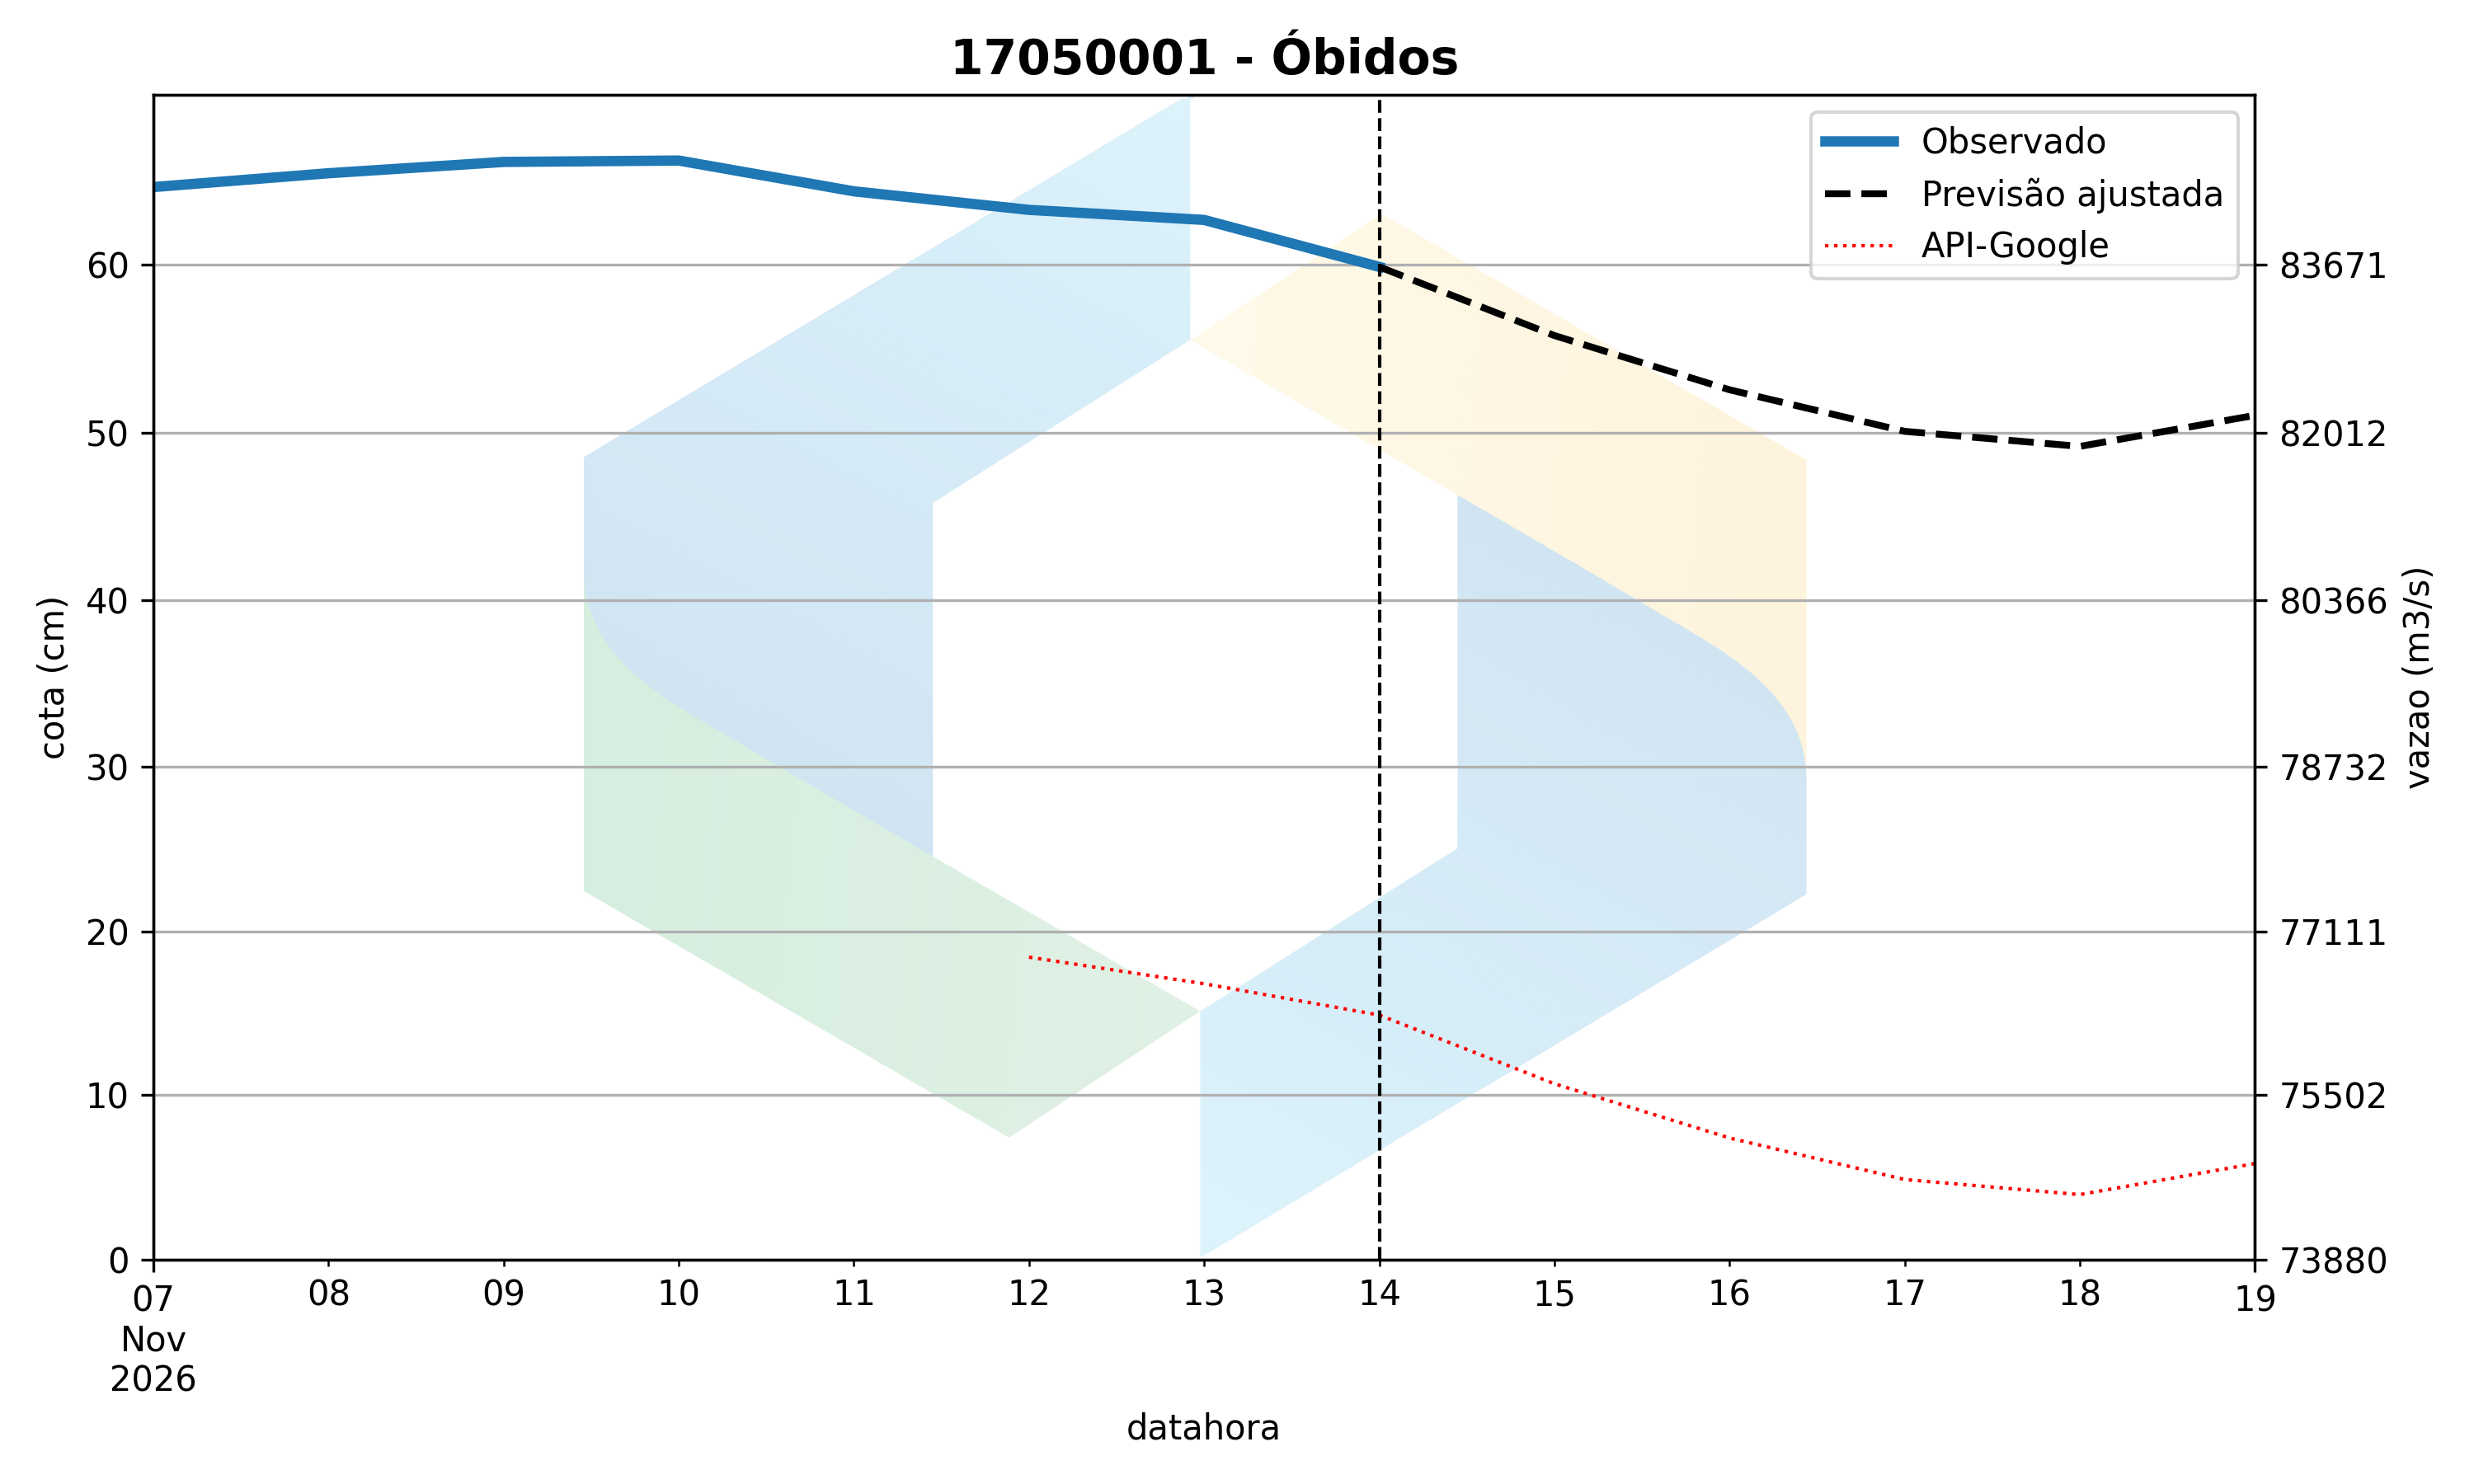 17050001 - Óbidos
Observado
Previsão ajustada
API-Google
cota (cm)
60
50
40
30
20
10
0
83671
82012
80366
78732
77111
75502
73880
vazao (m3/s)
07 08 09 10 11 12 13 14 15 16 17 18 19
Nov
2026
datahora